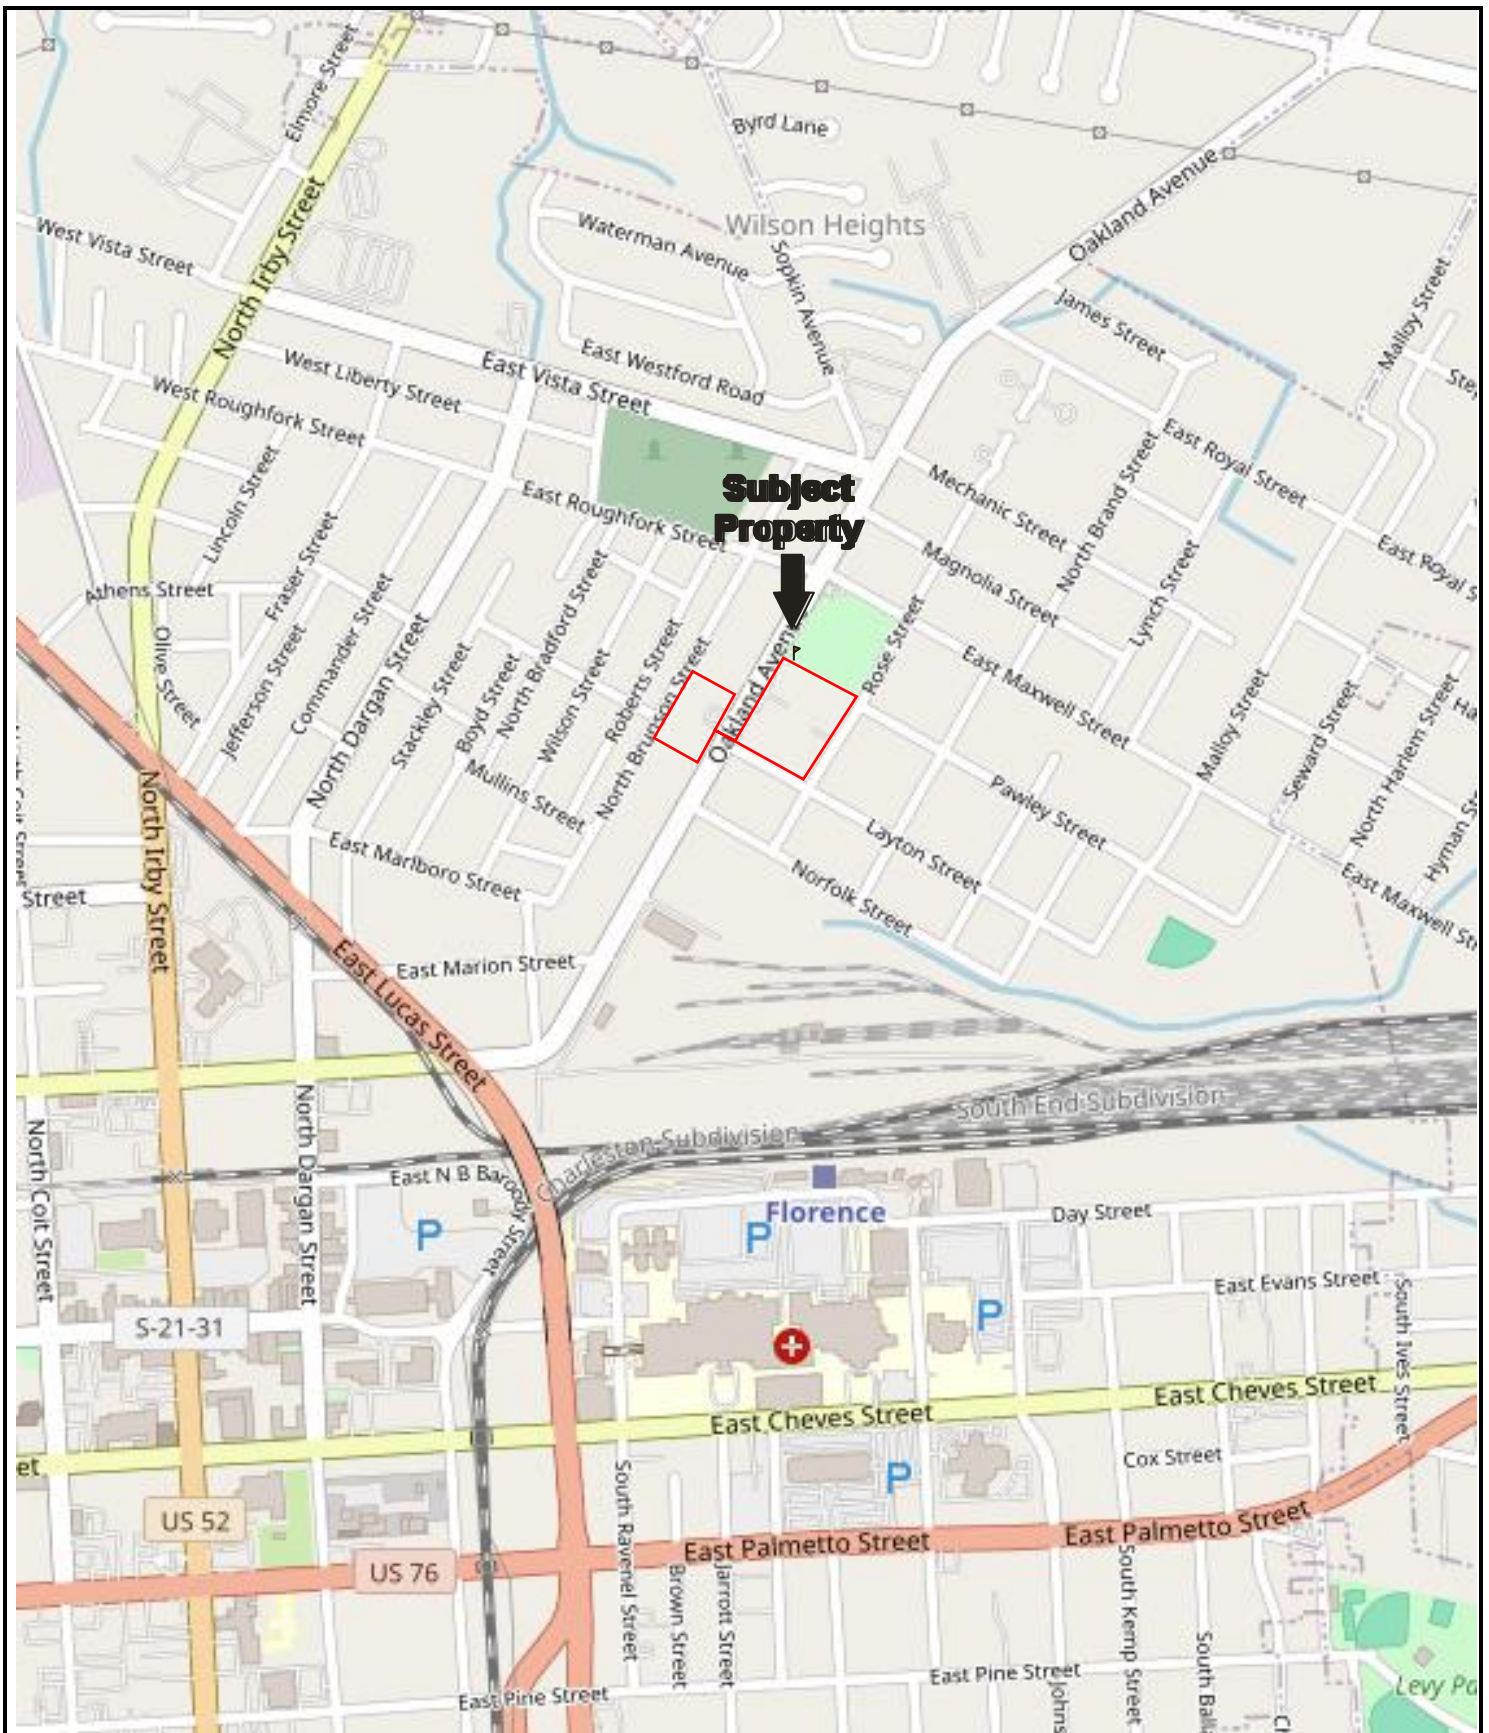 Elmore Street
Byrd Lane
Oakland Avenue
Wilson Heights
Waterman Avenue
Sopkin Avenue
West Vista Street
North Irby Street
James Street
Malloy Street
East Westford Road
East Vista Street
West Liberty Street
West Roughfork Street
East Royal Street
East Royal S
Mechanic Street
North Brand Street
Subject
Property
East Roughfork Street
Lincoln Street
Magnolia Street
Lynch Street
Athens Street
Fraser Street
Olive Street
Jefferson Street
Commander Street
North Dargan Street
Stackley Street
Boyd Street
North Bradford Street
Wilson Street
Roberts Street
North Brunson Street
Oakland Avenue
Rose Street
East Maxwell Street
Malloy Street
Seward Street
North Harlem Street
Ha
Hyman St
Mullins Street
Pawley Street
East Marlboro Street
Layton Street
Norfolk Street
East Maxwell Str
North Irby Street
Street
East Lucas Street
East Marion Street
South End Subdivision
Charleston Subdivision
North Coit Street
North Dargan Street
East N B Baroody Street
P
Florence
P
Day Street
East Evans Street
South Ives Street
S-21-31
P
East Cheves Street
East Cheves Street
et
Cox Street
P
US 52
South Ravenel Street
East Palmetto Street
East Palmetto Street
US 76
Brown Street
Jarrott Street
South Kemp Street
South Balla
East Pine Street
East Pine Street
Johns
Levy Pa